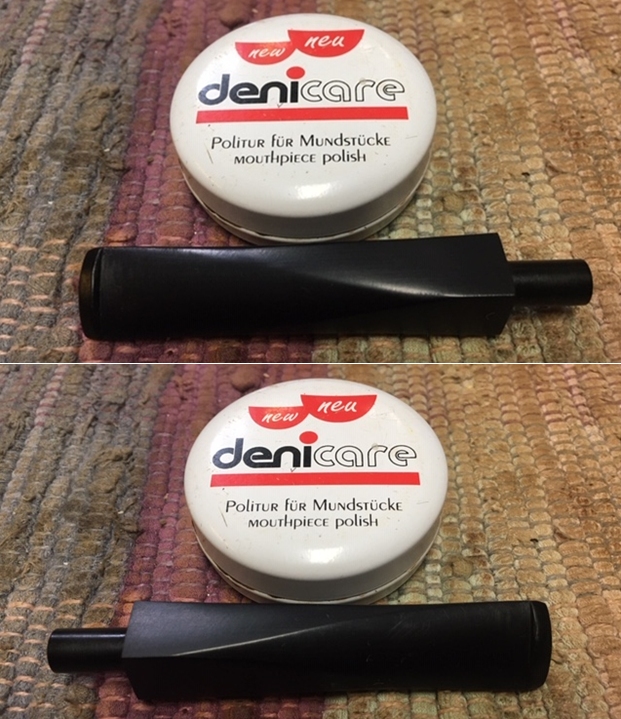 new neu
denicare
Politur für Mundstücke
mouthpiece polish
new neu
denicare
Politur für Mundstücke
mouthpiece polish